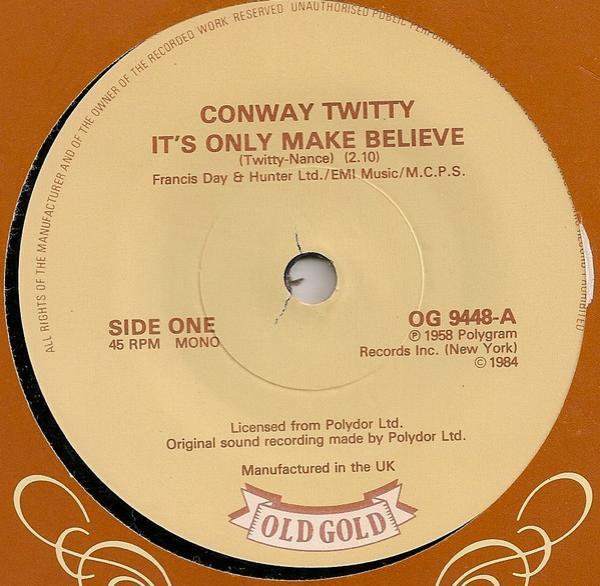 ALL RIGHTS OF THE MANUFACTURER AND OF THE OWNER OF THE RECORDED WORK RESERVED UNAUTHORISED PUBLIC
CONWAY TWITTY
IT'S ONLY MAKE BELIEVE
(Twitty-Nance) (2.10)
Francis Day & Hunter Ltd./EMI Music/M.C.P.S.
SIDE ONE
45 RPM MONO
OG 9448-A
℗ 1958 Polygram
Records Inc. (New York)
© 1984
Licensed from Polydor Ltd.
Original sound recording made by Polydor Ltd.
Manufactured in the UK
OLD GOLD